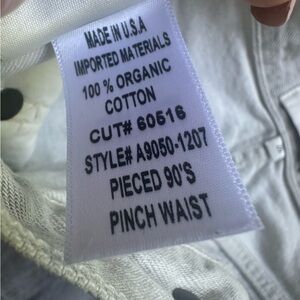 MADE IN U.S.A
IMPORTED MATERIALS
100 % ORGANIC
COTTON
CUT# 60516
STYLE# A9050-1207
PIECED 90'S
PINCH WAIST